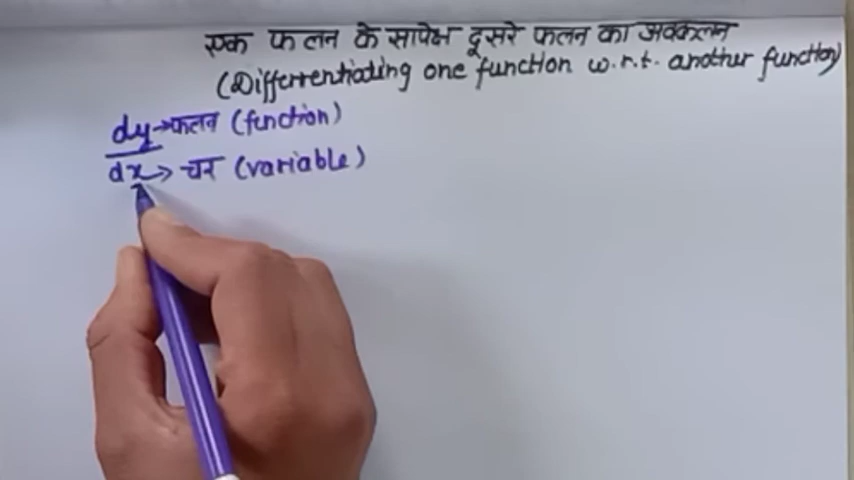 एक फलन के सापेक्ष दूसरे फलन का अवकलन
(Differentiating one function w.r.t. another function)
dy→फलन (function)
dx→ चर (variable)